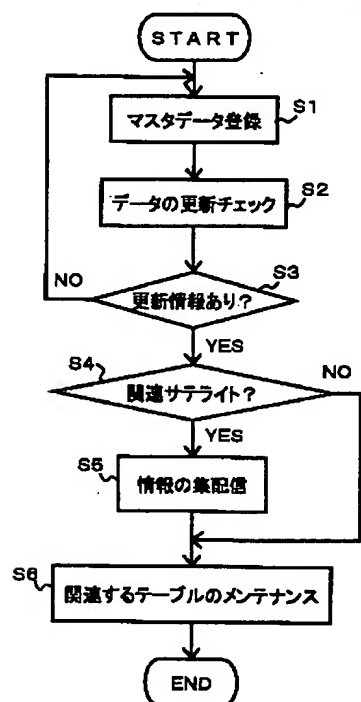 START
S1
マスタデータ登録
S2
データの更新チェック
S3
更新情報あり?
NO
YES
S4
関連サテライト?
NO
YES
S5
情報の集配信
S6
関連するテーブルのメンテナンス
END